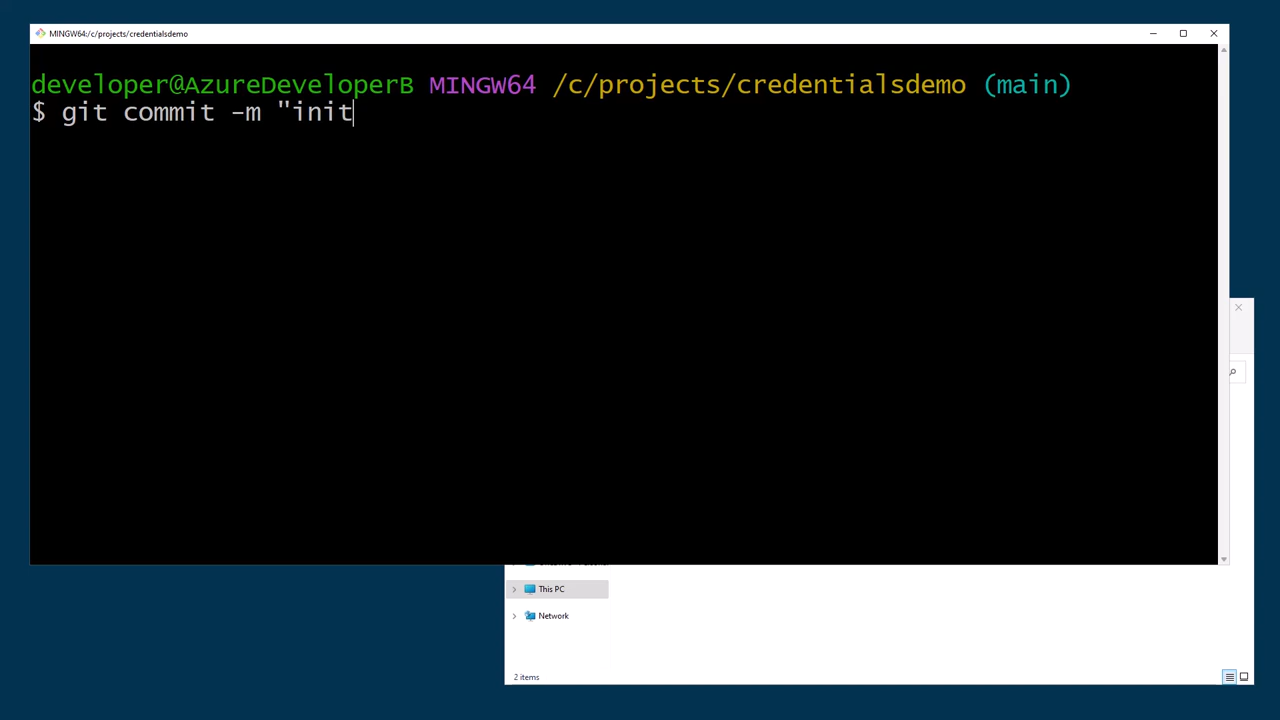 MINGW64:/c/projects/credentialsdemo
developer@AzureDeveloperB MINGW64 /c/projects/credentialsdemo (main)
$ git commit -m "init
This PC
Network
2 items